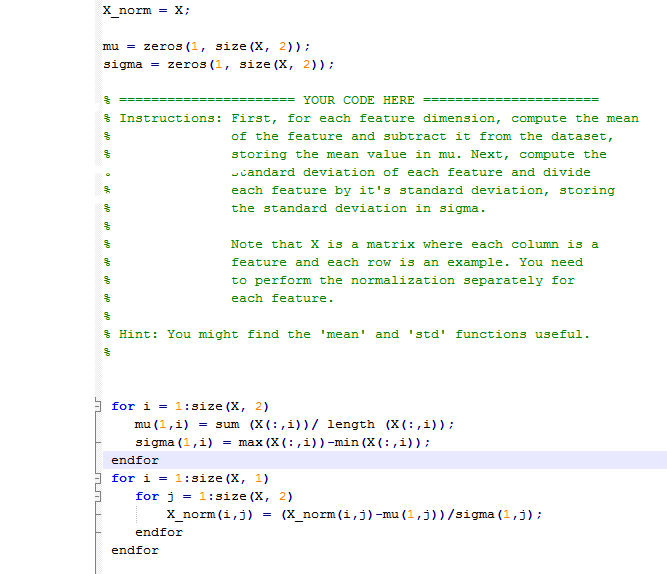 X_norm = X;
mu = zeros(1, size(X, 2));
sigma = zeros(1, size(X, 2));
% ====================== YOUR CODE HERE ======================
% Instructions: First, for each feature dimension, compute the mean
% of the feature and subtract it from the dataset,
% storing the mean value in mu. Next, compute the
deviation of each feature and divide
% each feature by it's standard deviation, storing
% the standard deviation in sigma.
%
% Note that X is a matrix where each column is a
% feature and each row is an example. You need
% to perform the normalization separately for
% each feature.
%
% Hint: You might find the 'mean' and 'std' functions useful.
%
for i = 1:size(X, 2)
mu(1,i) = sum (X(:,i))/ length (X(:,i));
sigma(1,i) = max(X(:,i))-min(X(:,i));
endfor
for i = 1:size(X, 1)
for j = 1:size(X, 2)
X_norm(i,j) = (X_norm(i,j)-mu(1,j))/sigma(1,j);
endfor
endfor